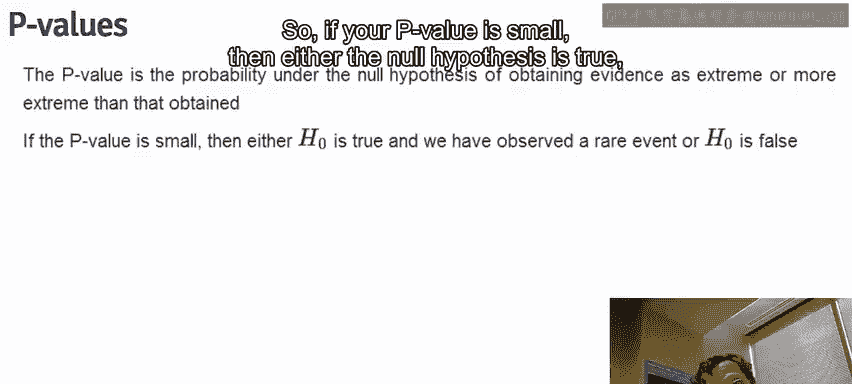 P-values
So, if your P-value is small,
then either the null hypothesis is true,
The P-value is the probability under the null hypothesis of obtaining evidence as extreme or more
extreme than that obtained
If the P-value is small, then either H₀ is true and we have observed a rare event or H₀ is false